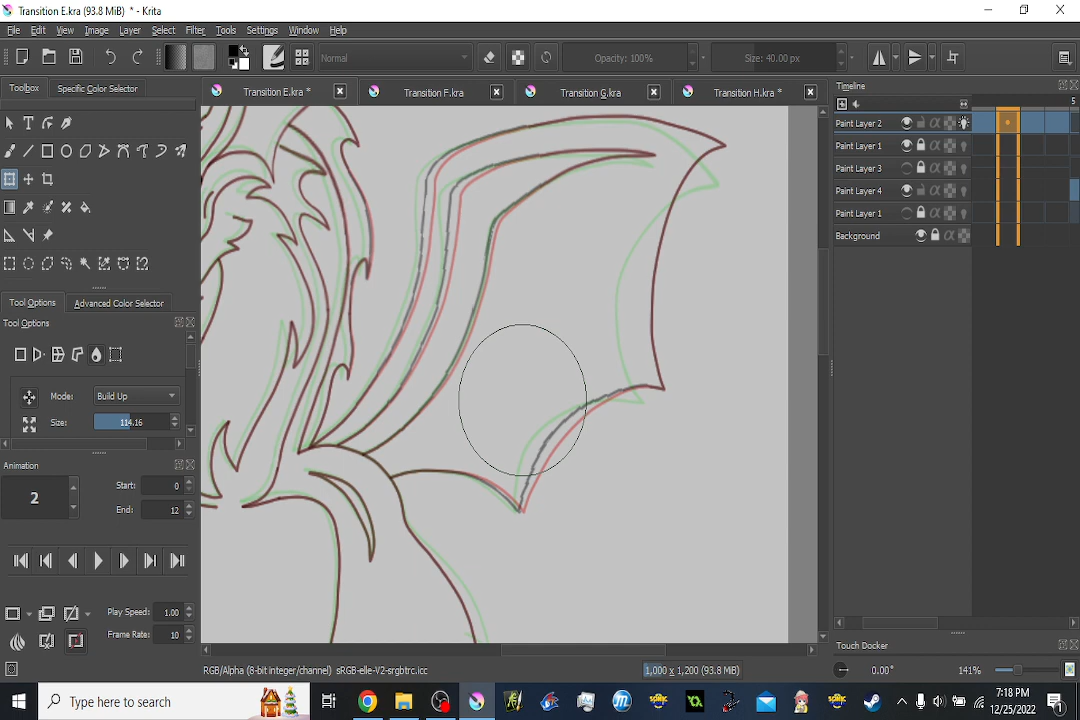 Transition E.kra (93.8 MiB) * - Krita
File Edit View Image Layer Select Filter Tools Settings Window Help
Normal Opacity: 100% Size: 40.00 px
Toolbox Specific Color Selector
Transition E.kra * Transition F.kra Transition G.kra Transition H.kra *
Timeline
5
Paint Layer 2
Paint Layer 1
Paint Layer 3
Paint Layer 4
Paint Layer 1
Background
Tool Options Advanced Color Selector
Tool Options
Mode: Build Up
Size: 114.16
Animation
2 Start: 0
End: 12
Play Speed: 1.00
Frame Rate: 10
Touch Docker
RGB/Alpha (8-bit integer/channel) sRGB-elle-V2-srgbtrc.icc 1,000 x 1,200 (93.8 MiB) 0.00° 141%
Type here to search
7:18 PM
12/25/2022
1